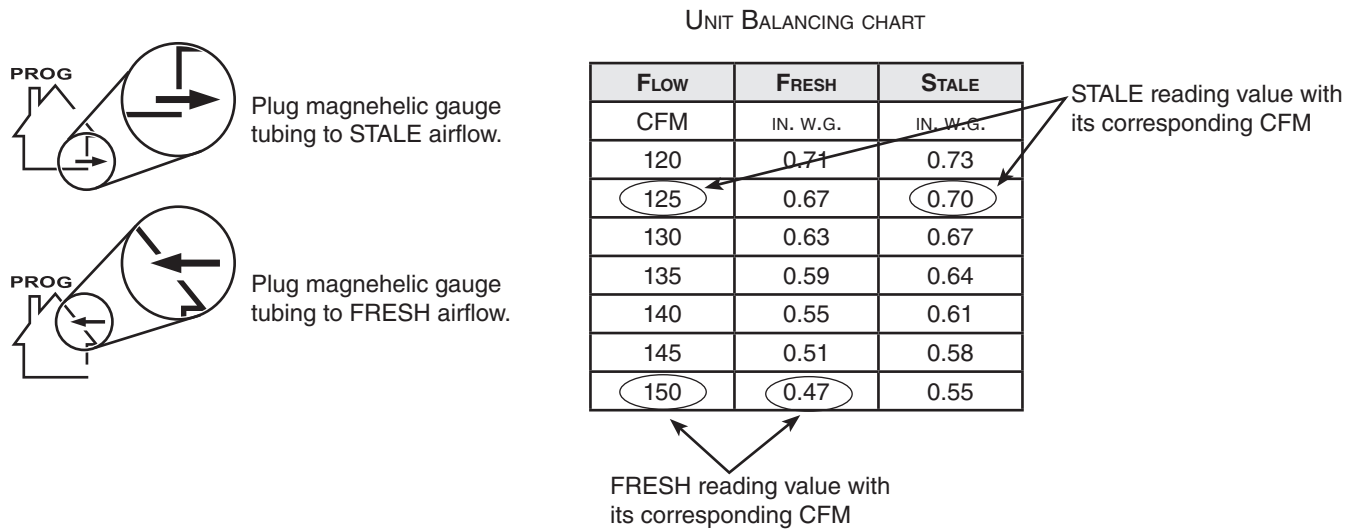 UNIT BALANCING CHART
PROG
Plug magnehelic gauge
tubing to STALE airflow.
PROG
Plug magnehelic gauge
tubing to FRESH airflow.
FLOW FRESH STALE
CFM IN. W.G. IN. W.G.
120 0.71 0.73
125 0.67 0.70
130 0.63 0.67
135 0.59 0.64
140 0.55 0.61
145 0.51 0.58
150 0.47 0.55
STALE reading value with
its corresponding CFM
FRESH reading value with
its corresponding CFM